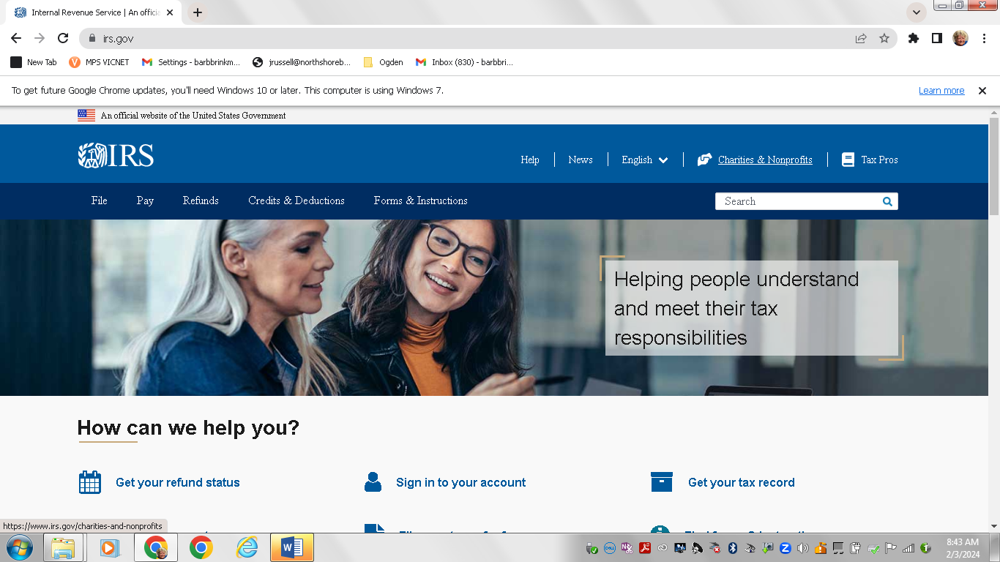 Internal Revenue Service | An officia
irs.gov
New Tab
MPS VICNET
Settings - barbbrinkm...
jrussell@northshoreb...
Ogden
Inbox (830) - barbbri...
To get future Google Chrome updates, you'll need Windows 10 or later. This computer is using Windows 7.
Learn more
An official website of the United States Government
IRS
Help
News
English
Charities & Nonprofits
Tax Pros
File
Pay
Refunds
Credits & Deductions
Forms & Instructions
Search
Helping people understand
and meet their tax
responsibilities
How can we help you?
Get your refund status
Sign in to your account
Get your tax record
https://www.irs.gov/charities-and-nonprofits
8:43 AM
2/3/2024